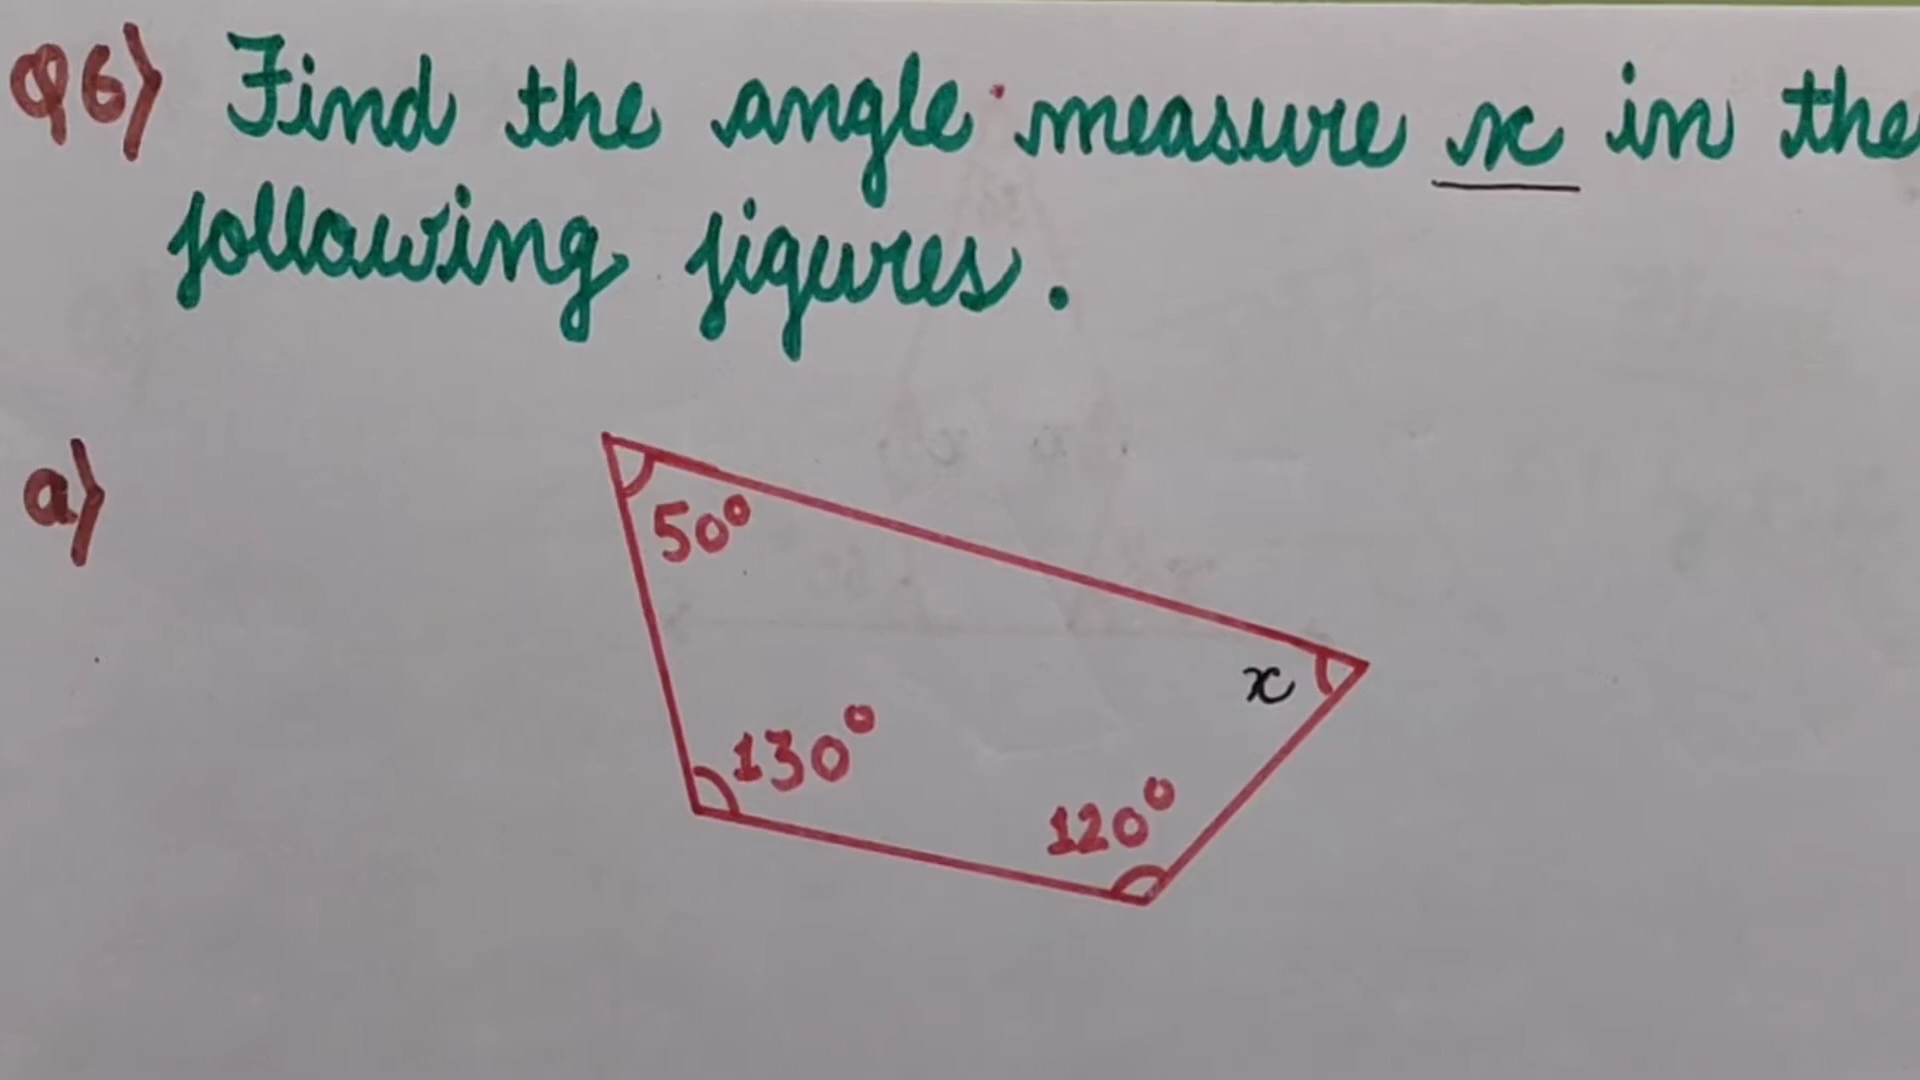 Q6) Find the angle measure x in the
following figures.
a)
50°
x
130°
120°